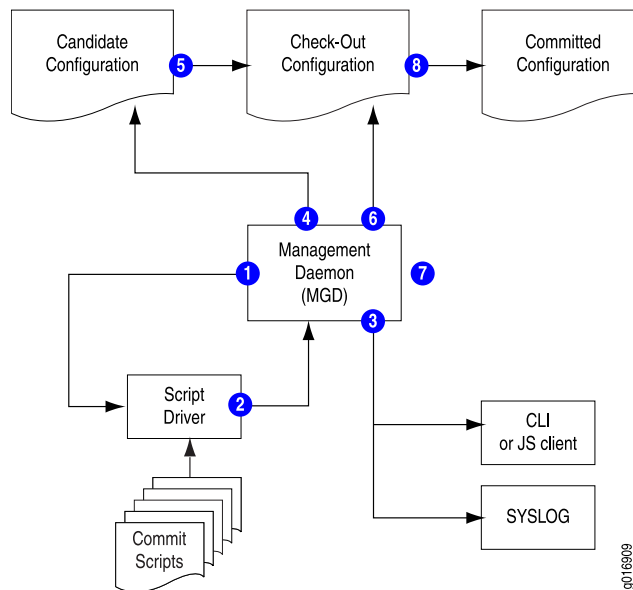 Candidate
Configuration
5
Check-Out
Configuration
8
Committed
Configuration
4
6
1
Management
Daemon
(MGD)
7
3
Script
Driver
2
CLI
or JS client
Commit
Scripts
SYSLOG
g016909